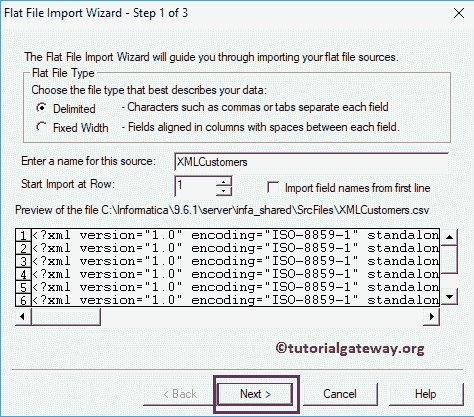 Flat File Import Wizard - Step 1 of 3
The Flat File Import Wizard will guide you through importing your flat file sources.
Flat File Type
Choose the file type that best describes your data:
Delimited - Characters such as commas or tabs separate each field
Fixed Width - Fields aligned in columns with spaces between each field.
Enter a name for this source: XMLCustomers
Start Import at Row: 1 Import field names from first line
Preview of the file C:\Informatica\9.6.1\server\infa_shared\SrcFiles\XMLCustomers.csv
1 <?xml version="1.0" encoding="ISO-8859-1" standalon
2 <?xml version="1.0" encoding="ISO-8859-1" standalon
3 <?xml version="1.0" encoding="ISO-8859-1" standalon
4 <?xml version="1.0" encoding="ISO-8859-1" standalon
5 <?xml version="1.0" encoding="ISO-8859-1" standalon
6 <?xml version="1.0" encoding="ISO-8859-1" standalon
©tutorialgateway.org
< Back Next > Cancel Help